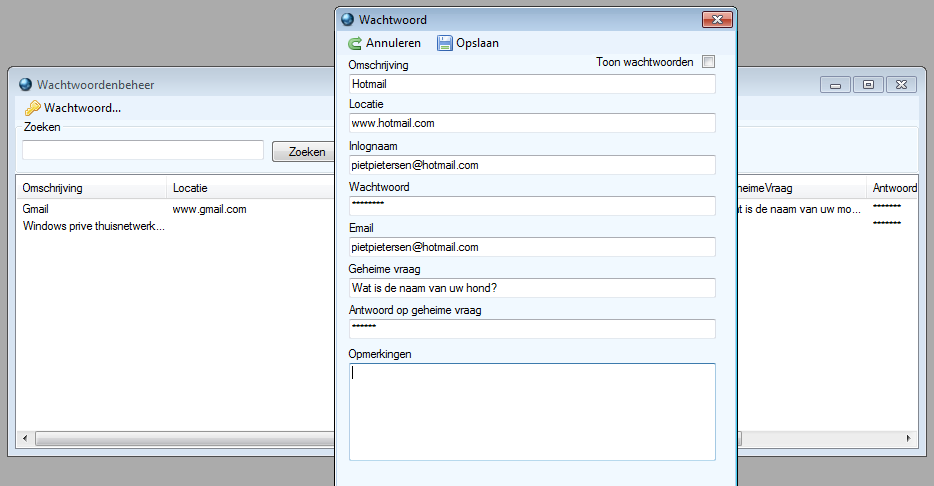 Wachtwoord
Annuleren Opslaan
Omschrijving Toon wachtwoorden
Hotmail
Locatie
www.hotmail.com
Inlognaam
pietpietersen@hotmail.com
Wachtwoord
********
Email
pietpietersen@hotmail.com
Geheime vraag
Wat is de naam van uw hond?
Antwoord op geheime vraag
******
Opmerkingen
Wachtwoordenbeheer
Wachtwoord...
Zoeken
Zoeken
Omschrijving Locatie heimeVraag Antwoord
Gmail www.gmail.com t is de naam van uw mo... *******
Windows prive thuisnetwerk... *******